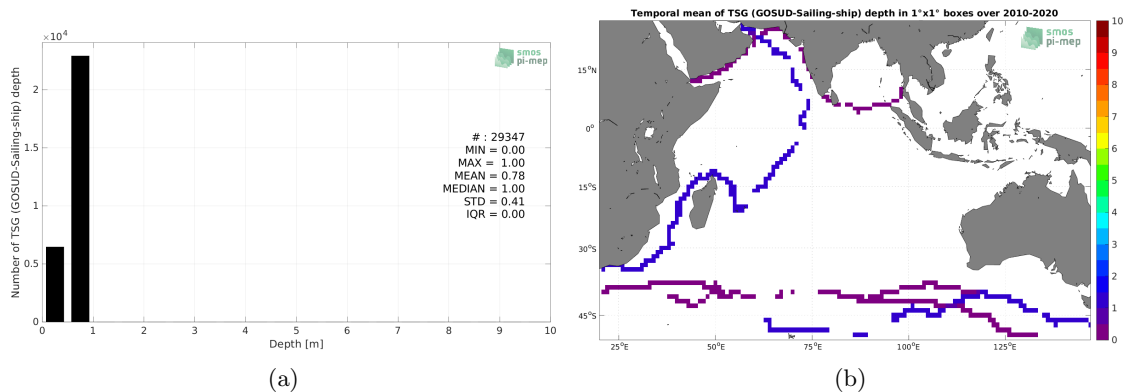 ×10⁴
2
1.5
1
0.5
0
Number of TSG (GOSUD-Sailing-ship) depth
0 1 2 3 4 5 6 7 8 9 10
Depth [m]
smos
pi-mep
# : 29347
MIN = 0.00
MAX = 1.00
MEAN = 0.78
MEDIAN = 1.00
STD = 0.41
IQR = 0.00
(a)
Temporal mean of TSG (GOSUD-Sailing-ship) depth in 1°x1° boxes over 2010-2020
smos
pi-mep
15°N
0°
15°S
30°S
45°S
25°E 50°E 75°E 100°E 125°E
10
9
8
7
6
5
4
3
2
1
0
(b)